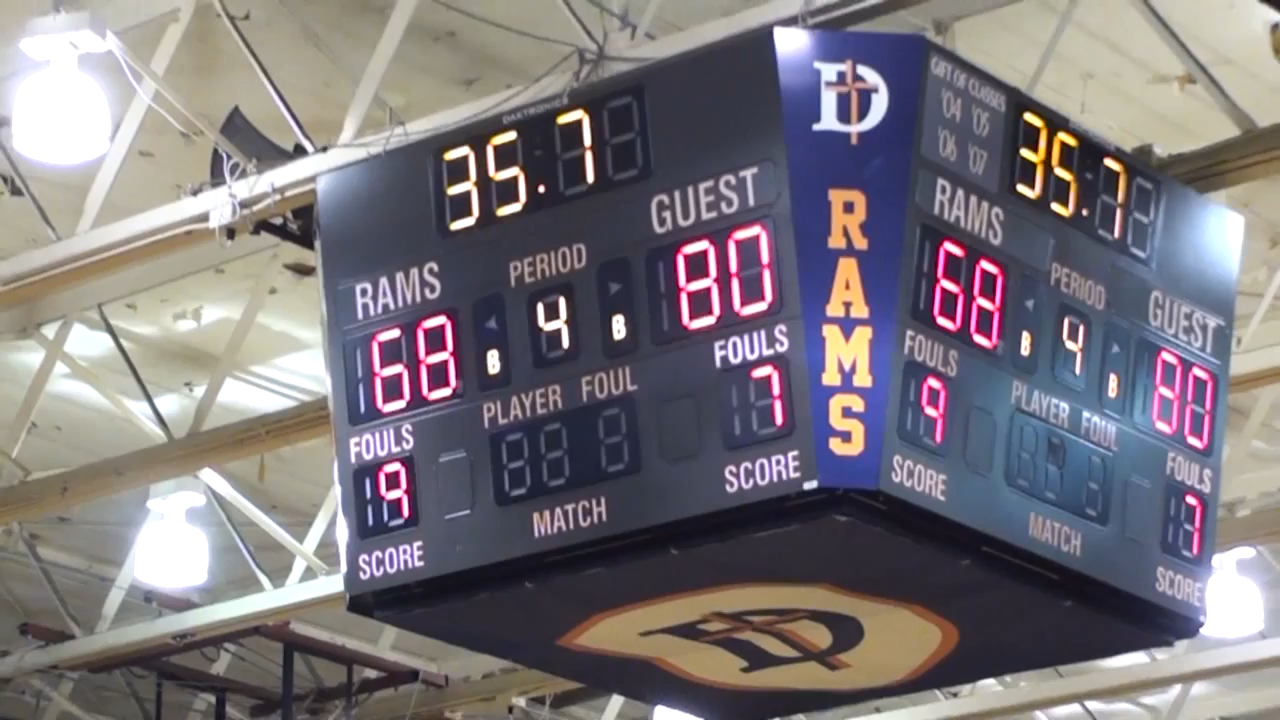 DAKTRONICS
35.7
GUEST
RAMS
PERIOD
68
B
4
B
80
FOULS
FOULS
PLAYER FOUL
9
7
SCORE
MATCH
SCORE
D
RAMS
GIFT OF CLASSES
'04 '05
'06 '07
35.7
RAMS
PERIOD
GUEST
68
B
4
B
80
FOULS
PLAYER FOUL
FOULS
9
7
SCORE
MATCH
SCORE
D